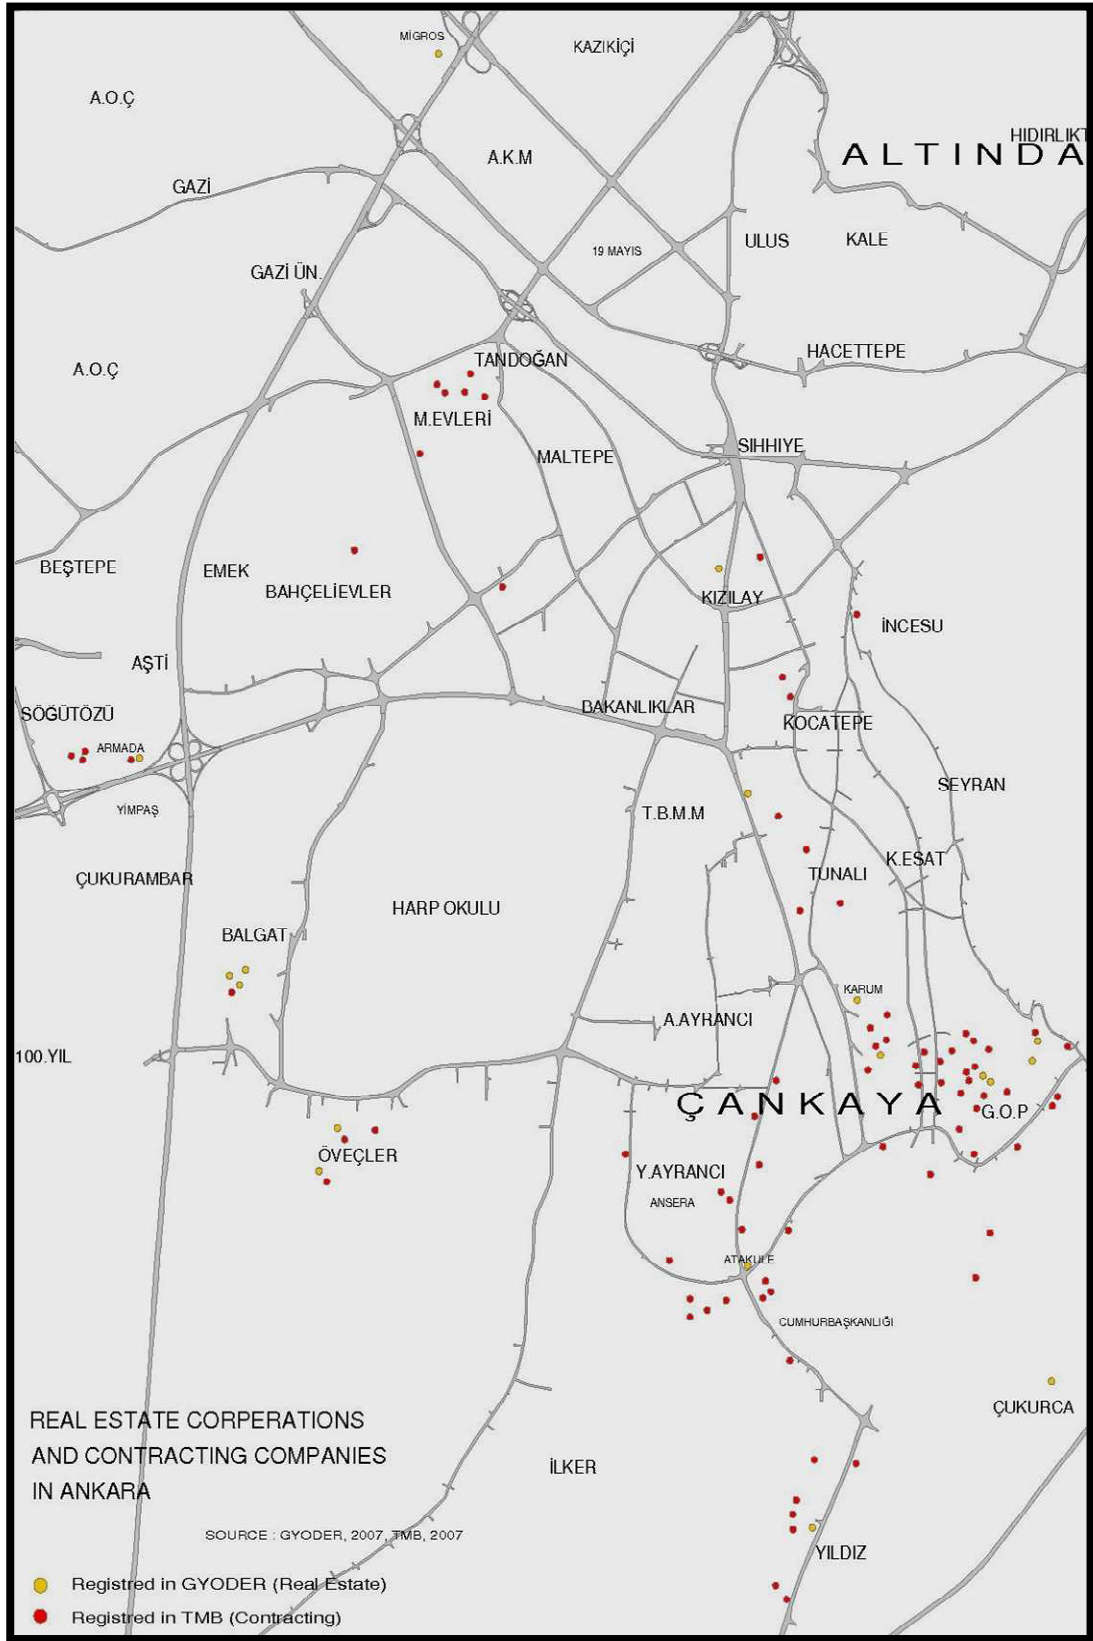 MİGROS
KAZIKİÇİ
A.O.Ç
HIDIRLIKT
ALTINDA
A.K.M
GAZİ
ULUS
KALE
19 MAYIS
GAZİ ÜN.
HACETTEPE
TANDOĞAN
A.O.Ç
M.EVLERİ
SIHHIYE
MALTEPE
BEŞTEPE
EMEK
BAHÇELİEVLER
KIZILAY
İNCESU
AŞTİ
SÖĞÜTÖZÜ
BAKANLIKLAR
KOCATEPE
ARMADA
SEYRAN
YİMPAŞ
T.B.M.M
K.ESAT
ÇUKURAMBAR
TUNALI
HARP OKULU
BALGAT
KARUM
A.AYRANCI
100.YIL
ÇANKAYA
G.O.P
ÖVEÇLER
Y.AYRANCI
ANSERA
ATAKULE
CUMHURBAŞKANLIĞI
ÇUKURCA
REAL ESTATE CORPERATIONS
AND CONTRACTING COMPANIES
IN ANKARA
İLKER
SOURCE : GYODER, 2007, TMB, 2007
YILDIZ
Registred in GYODER (Real Estate)
Registred in TMB (Contracting)